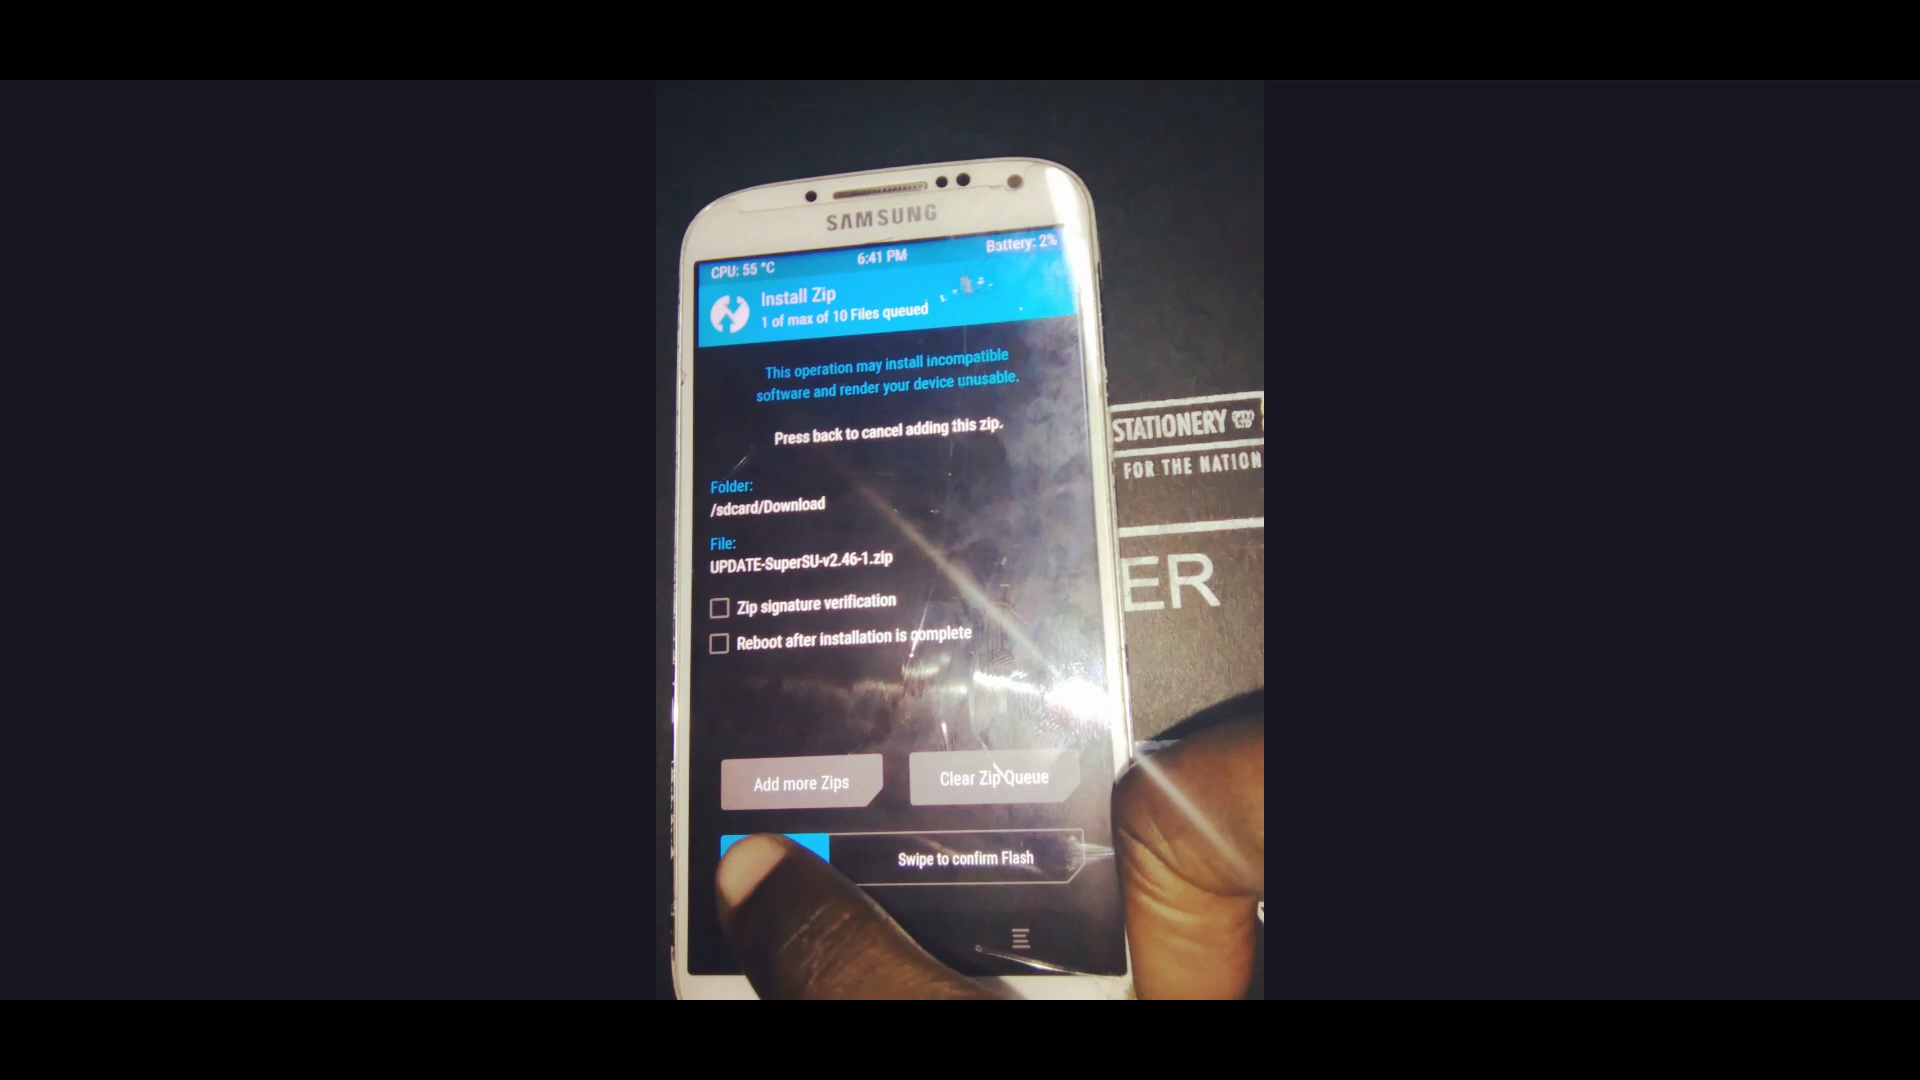 SAMSUNG
CPU: 55 °C 6:41 PM Battery: 2%
Install Zip
1 of max of 10 Files queued
This operation may install incompatible
software and render your device unusable.
Press back to cancel adding this zip.
Folder:
/sdcard/Download
File:
UPDATE-SuperSU-v2.46-1.zip
Zip signature verification
Reboot after installation is complete
Add more Zips
Clear Zip Queue
Swipe to confirm Flash
STATIONERY
FOR THE NATION
ER